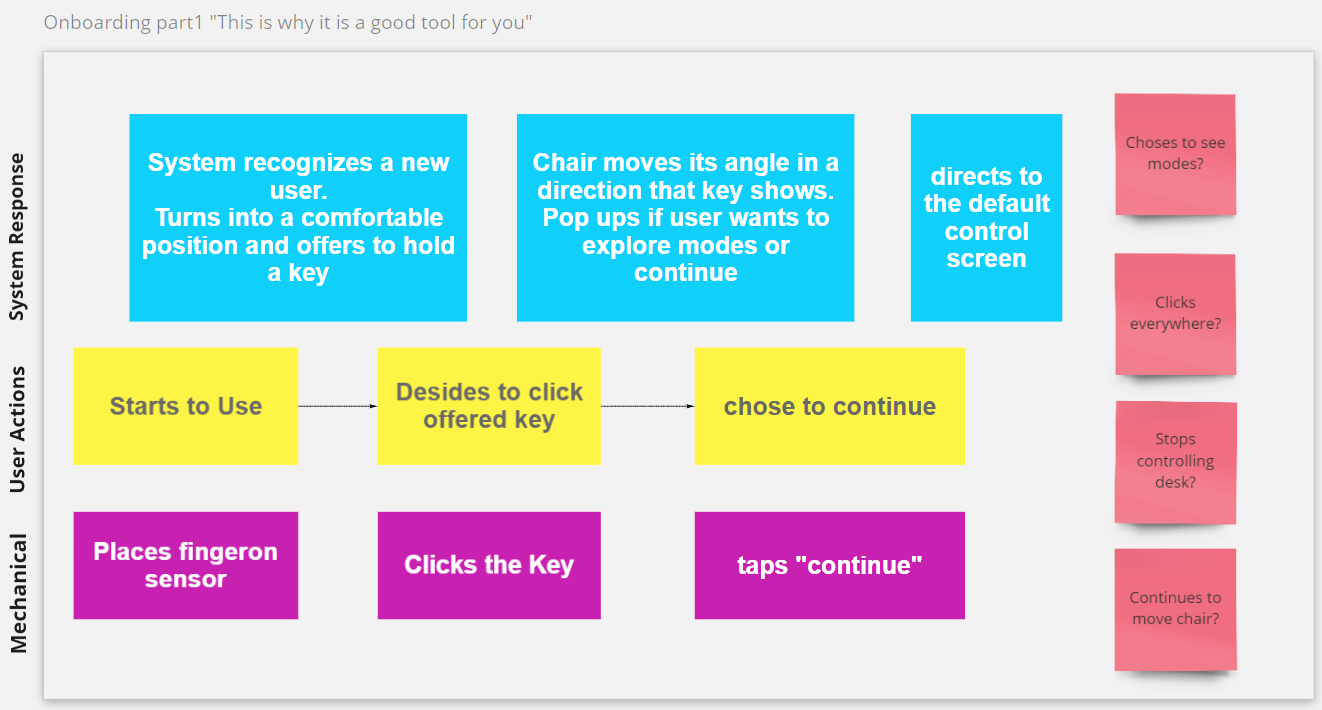 Onboarding part1 "This is why it is a good tool for you"
System Response
System recognizes a new
user.
Turns into a comfortable
position and offers to hold
a key
Chair moves its angle in a
direction that key shows.
Pop ups if user wants to
explore modes or
continue
directs to
the default
control
screen
User Actions
Starts to Use
Desides to click
offered key
chose to continue
Mechanical
Places fingeron
sensor
Clicks the Key
taps "continue"
Choses to see
modes?
Clicks
everywhere?
Stops
controlling
desk?
Continues to
move chair?